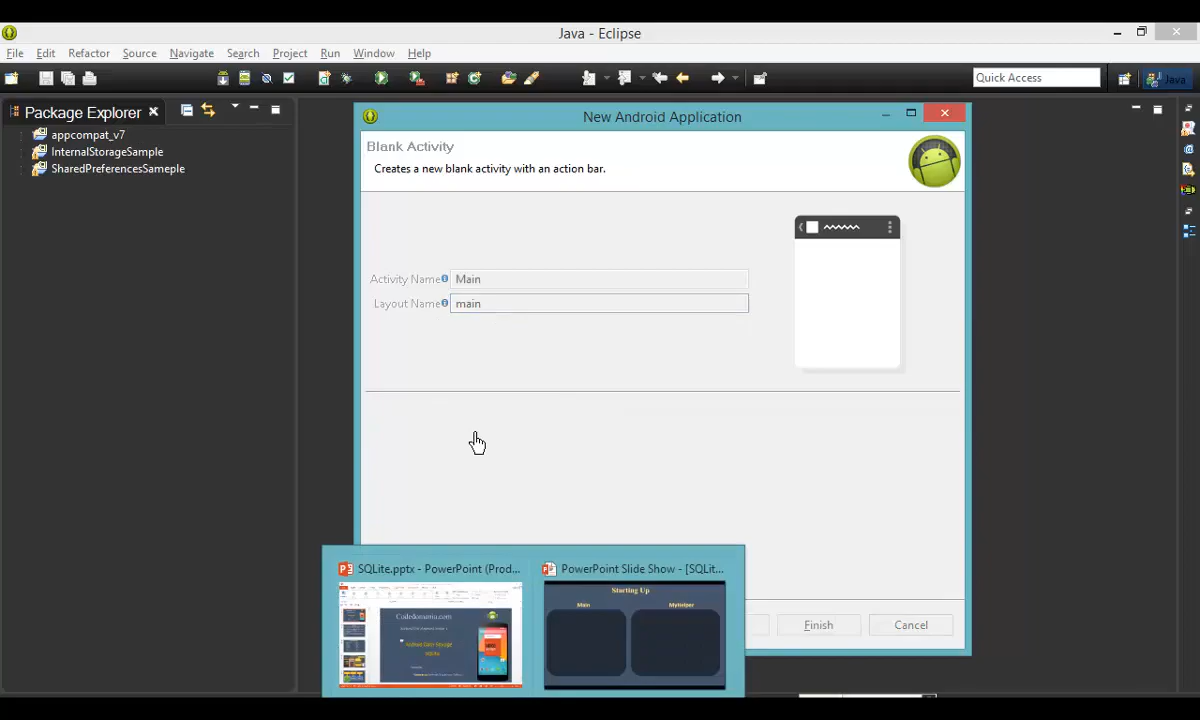 Java - Eclipse
File Edit Refactor Source Navigate Search Project Run Window Help
Quick Access
Java
Package Explorer
appcompat_v7
InternalStorageSample
SharedPreferencesSameple
New Android Application
Blank Activity
Creates a new blank activity with an action bar.
Activity Name Main
Layout Name main
Finish
Cancel
SQLite.pptx - PowerPoint (Prod...
Codedomania.com
PowerPoint Slide Show - [SQLit...
Starting Up
Main
MyHelper